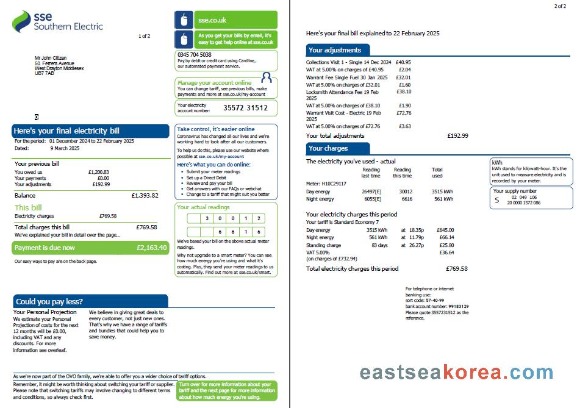 sse
Southern Electric
1 of 2
Mr John Citizen
50 Eastern Avenue
West Drayton Middlesex
UB7 TAB
sse.co.uk
As you get your bills by email, it's
easy to get help online at sse.co.uk
0345 704 5038
Pay by debit or credit card using Careline,
our automated payment service.
Manage your account online
You can change tariff, see previous bills, make
payments and more at sse.co.uk/my-account
Your electricity
account number:
35572 31512
Here's your final electricity bill
For the period: 01 December 2024 to 22 February 2025
Dated: 9 March 2025
Your previous bill
You owed us £1,200.83
Your payments £0.00
Your adjustments £192.99
Balance £1,393.82
This bill
Electricity charges £769.58
Total charges this bill £769.58
We've explained your bill in detail over the page...
Payment is due now £2,163.40
Our easy ways to pay are on the back page.
Take control, it's easier online
Coronavirus has changed all our lives and we're
working hard to look after all our customers.
To help us do this, please use our website where
possible at sse.co.uk/my-account
Here's what you can do online:
• Submit your meter readings
• Set up a Direct Debit
• Review and pay your bill
• Get answers with our FAQs or webchat
• Change to a tariff that might suit you better
Your actual readings
3 0 0 1 2
6 6 1 6
We've based your bill on the above actual meter
readings.
Why not upgrade to a smart meter? You can see
how much energy you're using and what it's
costing. Plus, they send your meter readings to us
automatically. Find out more at sse.co.uk/smart.
Could you pay less?
Your Personal Projection
We estimate your Personal
Projection of costs for the next
12 months will be £0.00,
including VAT and any
discounts. For more
information see overleaf.
We believe in giving great deals to
every customer, not just new ones.
That's why we have a range of tariffs
and bundles that could help you to
save money.
As we're now part of the OVO family, we're able to offer you a wider choice of tariff options.
Remember, it might be worth thinking about switching your tariff or supplier.
Please note that switching tariffs may involve changing to different terms
and conditions, so always check first.
Turn over for more information about your
tariff and the next page for more information
about how much energy you're using.
2 of 2
Here's your final bill explained to 22 February 2025
Your adjustments
Collections Visit 1 - Single 14 Dec 2024 £40.95
VAT at 5.00% on charges of £40.95 £2.04
Warrant Fee Single Fuel 30 Jan 2025 £32.01
VAT at 5.00% on charges of £32.01 £1.60
Locksmith Attendance Fee 19 Feb £38.10
2025
VAT at 5.00% on charges of £38.10 £1.90
Warrant Visit Cost - Electric 19 Feb £72.76
2025
VAT at 5.00% on charges of £72.76 £3.63
Your total adjustments £192.99
Your charges
The electricity you've used - actual
Reading last time Reading this time Total used
Day energy 26497[E] 30012 3515 kWh
Night energy 6055[E] 6616 561 kWh
kWh
kWh stands for kilowatt-hour. It's the
unit used to measure electricity and is
recorded by your meter.
Your supply number
Your electricity charges this period
Your tariff is Standard Economy 7
Day energy 3515 kWh at 18.35p £645.00
Night energy 561 kWh at 11.79p £66.14
Standing charge 83 days at 26.27p £25.80
VAT 5.00% £36.64
(on charges of £732.94)
Total electricity charges this period £769.58
For telephone or internet
banking use:
Please quote 3557231512 as the
reference.
eastseakorea.com